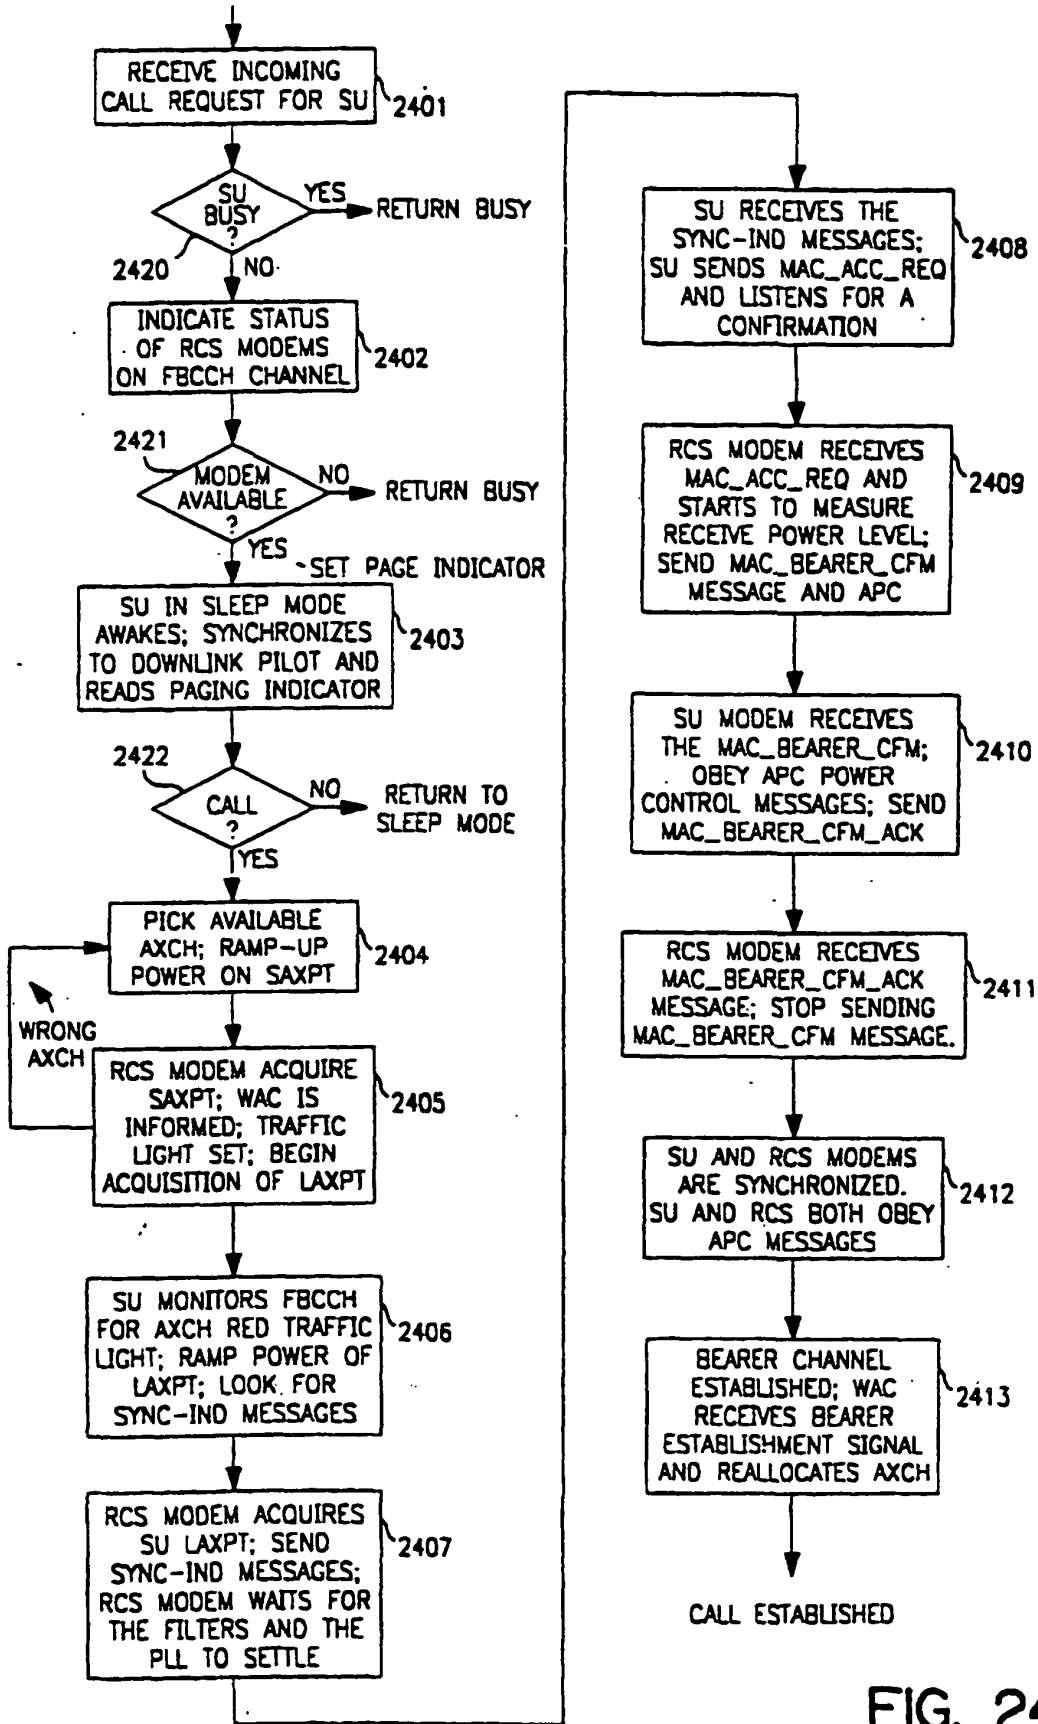 RECEIVE INCOMING
CALL REQUEST FOR SU
2401
SU
BUSY
?
YES
RETURN BUSY
2420
NO
INDICATE STATUS
OF RCS MODEMS
ON FBCCH CHANNEL
2402
2421
MODEM
AVAILABLE
?
NO
RETURN BUSY
YES
SET PAGE INDICATOR
SU IN SLEEP MODE
AWAKES; SYNCHRONIZES
TO DOWNLINK PILOT AND
READS PAGING INDICATOR
2403
2422
CALL
?
NO
RETURN TO
SLEEP MODE
YES
PICK AVAILABLE
AXCH; RAMP-UP
POWER ON SAXPT
2404
WRONG
AXCH
RCS MODEM ACQUIRE
SAXPT; WAC IS
INFORMED; TRAFFIC
LIGHT SET; BEGIN
ACQUISITION OF LAXPT
2405
SU MONITORS FBCCH
FOR AXCH RED TRAFFIC
LIGHT; RAMP POWER OF
LAXPT; LOOK FOR
SYNC-IND MESSAGES
2406
RCS MODEM ACQUIRES
SU LAXPT; SEND
SYNC-IND MESSAGES;
RCS MODEM WAITS FOR
THE FILTERS AND THE
PLL TO SETTLE
2407
SU RECEIVES THE
SYNC-IND MESSAGES;
SU SENDS MAC_ACC_REQ
AND LISTENS FOR A
CONFIRMATION
2408
RCS MODEM RECEIVES
MAC_ACC_REQ AND
STARTS TO MEASURE
RECEIVE POWER LEVEL;
SEND MAC_BEARER_CFM
MESSAGE AND APC
2409
SU MODEM RECEIVES
THE MAC_BEARER_CFM;
OBEY APC POWER
CONTROL MESSAGES; SEND
MAC_BEARER_CFM_ACK
2410
RCS MODEM RECEIVES
MAC_BEARER_CFM_ACK
MESSAGE; STOP SENDING
MAC_BEARER_CFM MESSAGE.
2411
SU AND RCS MODEMS
ARE SYNCHRONIZED.
SU AND RCS BOTH OBEY
APC MESSAGES
2412
BEARER CHANNEL
ESTABLISHED; WAC
RECEIVES BEARER
ESTABLISHMENT SIGNAL
AND REALLOCATES AXCH
2413
CALL ESTABLISHED
FIG. 24